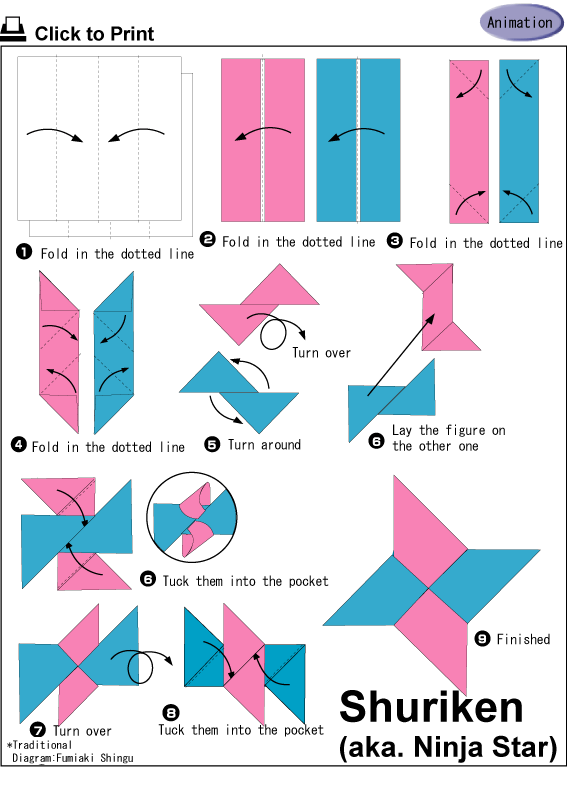 Click to Print
Animation
1 Fold in the dotted line
2 Fold in the dotted line
3 Fold in the dotted line
4 Fold in the dotted line
Turn over
5 Turn around
6 Lay the figure on
the other one
6 Tuck them into the pocket
7 Turn over
8
Tuck them into the pocket
9 Finished
*Traditional
Diagram:Fumiaki Shingu
Shuriken
(aka. Ninja Star)